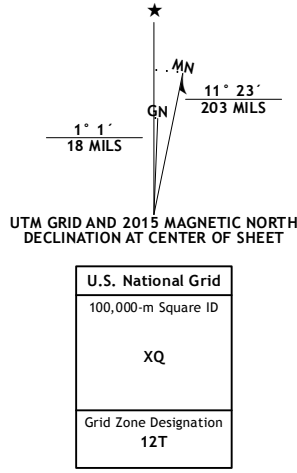 ★
MN
11° 23´
203 MILS
GN
1° 1´
18 MILS
UTM GRID AND 2015 MAGNETIC NORTH
DECLINATION AT CENTER OF SHEET
U.S. National Grid
100,000-m Square ID
XQ
Grid Zone Designation
12T